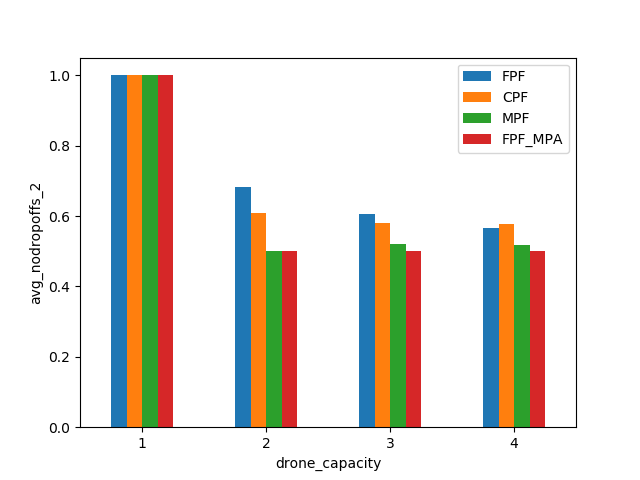 1.0
0.8
0.6
0.4
0.2
0.0
avg_nodropoffs_2
1 2 3 4
drone_capacity
FPF
CPF
MPF
FPF_MPA